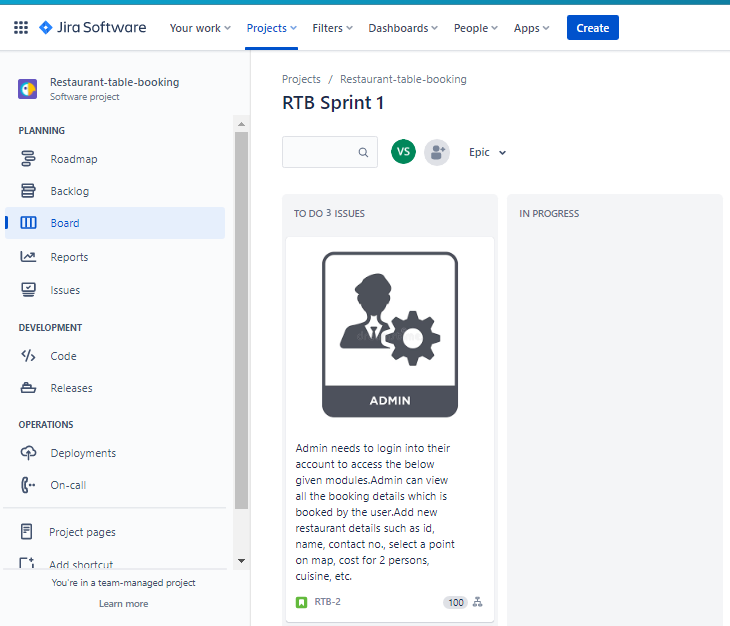 Jira Software
Your work
Projects
Filters
Dashboards
People
Apps
Create
Restaurant-table-booking
Software project
PLANNING
Roadmap
Backlog
Board
Reports
Issues
DEVELOPMENT
Code
Releases
OPERATIONS
Deployments
On-call
Project pages
Add shortcut
You're in a team-managed project
Learn more
Projects / Restaurant-table-booking
RTB Sprint 1
VS
Epic
TO DO 3 ISSUES
ADMIN
Admin needs to login into their
account to access the below
given modules.Admin can view
all the booking details which is
booked by the user.Add new
restaurant details such as id,
name, contact no., select a point
on map, cost for 2 persons,
cuisine, etc.
RTB-2
100
IN PROGRESS